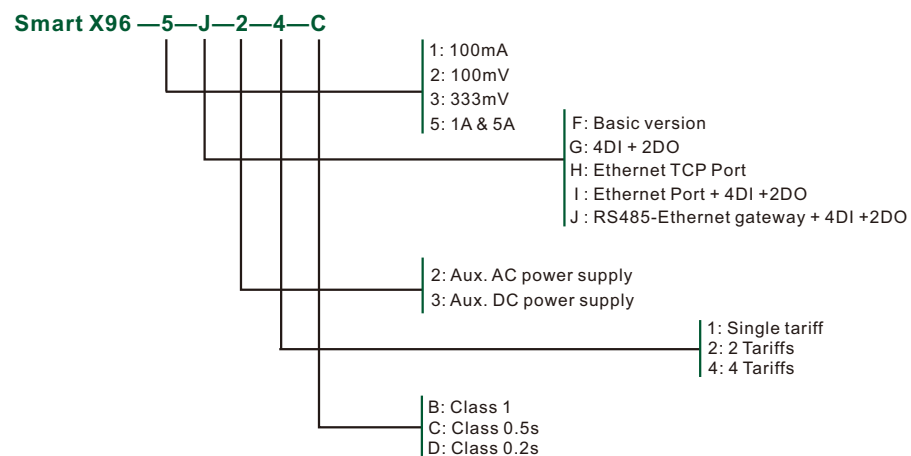 Smart X96 —5—J—2—4—C
1: 100mA
2: 100mV
3: 333mV
5: 1A & 5A
F: Basic version
G: 4DI + 2DO
H: Ethernet TCP Port
I : Ethernet Port + 4DI +2DO
J : RS485-Ethernet gateway + 4DI +2DO
2: Aux. AC power supply
3: Aux. DC power supply
1: Single tariff
2: 2 Tariffs
4: 4 Tariffs
B: Class 1
C: Class 0.5s
D: Class 0.2s